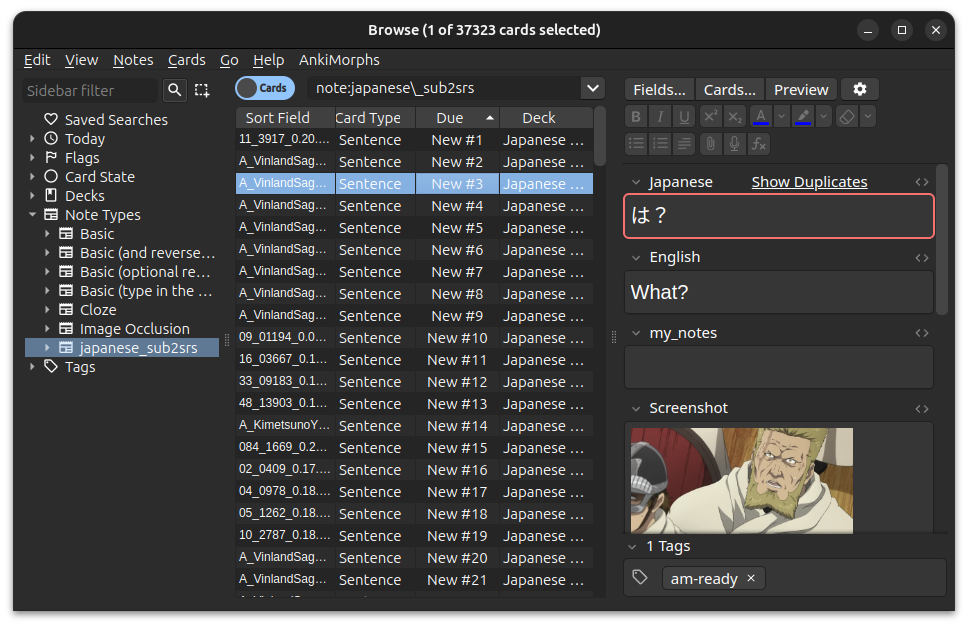 Browse (1 of 37323 cards selected)
Edit View Notes Cards Go Help AnkiMorphs
Sidebar filter
Saved Searches
Today
Flags
Card State
Decks
Note Types
Basic
Basic (and reverse…
Basic (optional re…
Basic (type in the …
Cloze
Image Occlusion
japanese_sub2srs
Tags
Cards note:japanese\_sub2srs
Sort Field Card Type Due Deck
11_3917_0.20.… Sentence New #1 Japanese …
A_VinlandSag… Sentence New #2 Japanese …
A_VinlandSag… Sentence New #3 Japanese …
A_VinlandSag… Sentence New #4 Japanese …
A_VinlandSag… Sentence New #5 Japanese …
A_VinlandSag… Sentence New #6 Japanese …
A_VinlandSag… Sentence New #7 Japanese …
A_VinlandSag… Sentence New #8 Japanese …
A_VinlandSag… Sentence New #9 Japanese …
09_01194_0.0… Sentence New #10 Japanese …
16_03667_0.1… Sentence New #11 Japanese …
33_09183_0.1… Sentence New #12 Japanese …
48_13903_0.1… Sentence New #13 Japanese …
A_KimetsunoY… Sentence New #14 Japanese …
084_1669_0.2… Sentence New #15 Japanese …
02_0409_0.17.… Sentence New #16 Japanese …
04_0978_0.18.… Sentence New #17 Japanese …
05_1262_0.18.… Sentence New #18 Japanese …
10_2787_0.18.… Sentence New #19 Japanese …
A_VinlandSag… Sentence New #20 Japanese …
A_VinlandSag… Sentence New #21 Japanese …
Fields… Cards… Preview
B I U x² x₂ A
fx
Japanese Show Duplicates <>
は？
English <>
What?
my_notes <>
Screenshot <>
1 Tags
am-ready ×